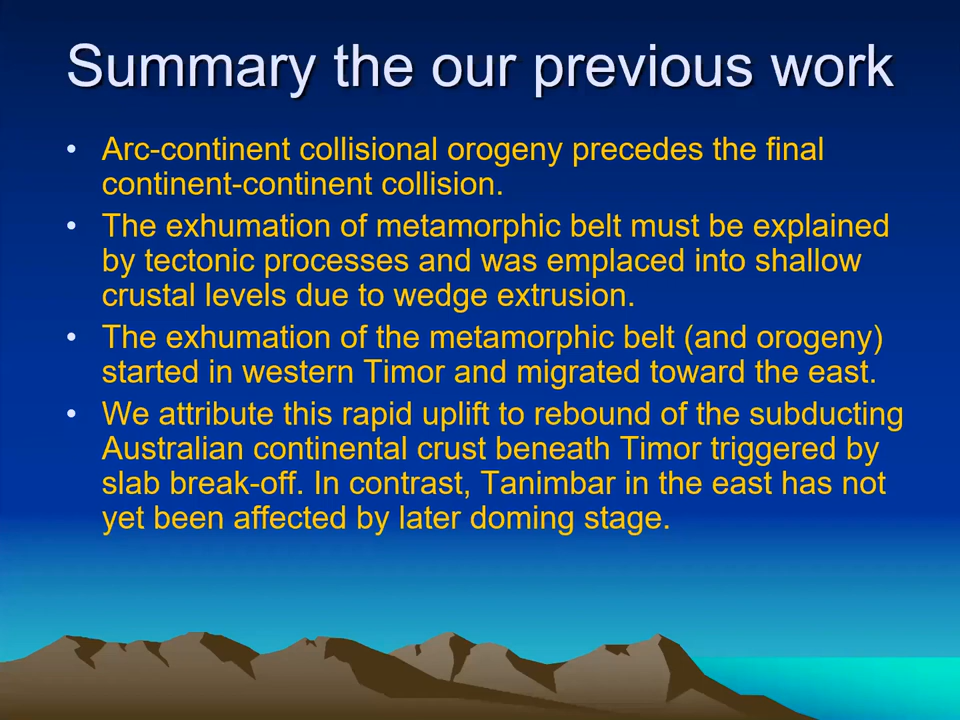 Summary the our previous work
• Arc-continent collisional orogeny precedes the final
continent-continent collision.
• The exhumation of metamorphic belt must be explained
by tectonic processes and was emplaced into shallow
crustal levels due to wedge extrusion.
• The exhumation of the metamorphic belt (and orogeny)
started in western Timor and migrated toward the east.
• We attribute this rapid uplift to rebound of the subducting
Australian continental crust beneath Timor triggered by
slab break-off. In contrast, Tanimbar in the east has not
yet been affected by later doming stage.